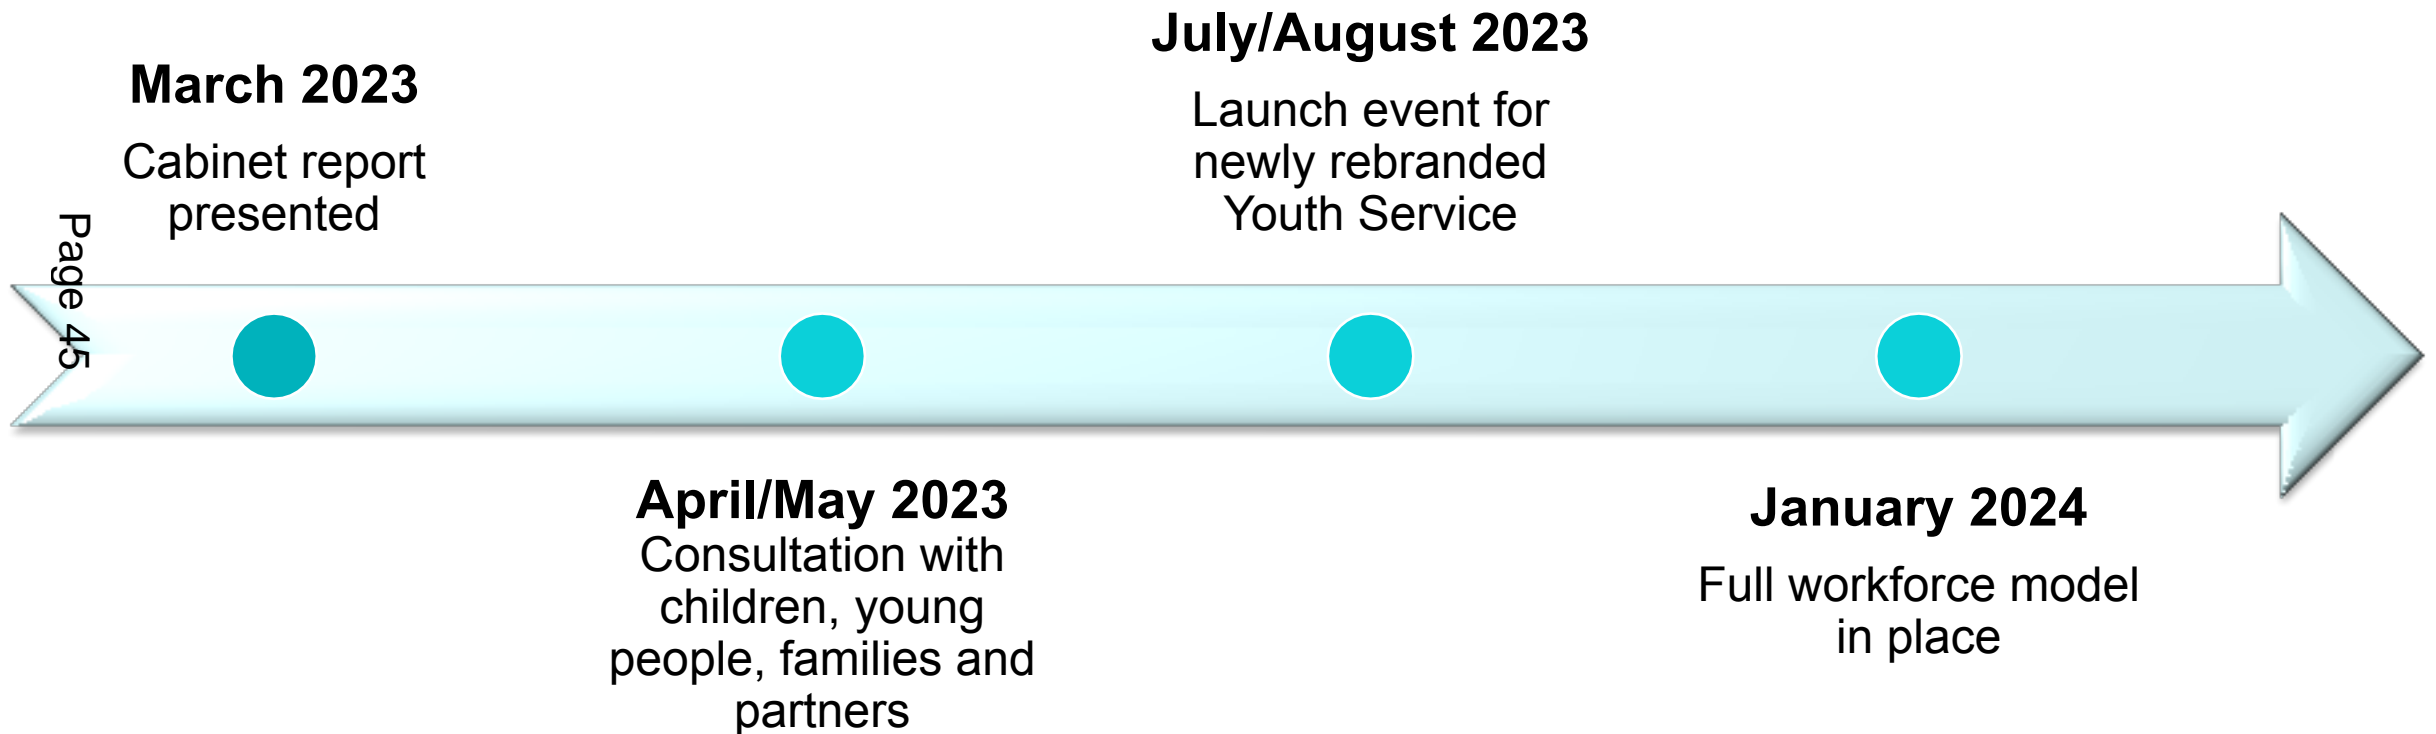 March 2023
Cabinet report
presented
Page 45
April/May 2023
Consultation with
children, young
people, families and
partners
July/August 2023
Launch event for
newly rebranded
Youth Service
January 2024
Full workforce model
in place